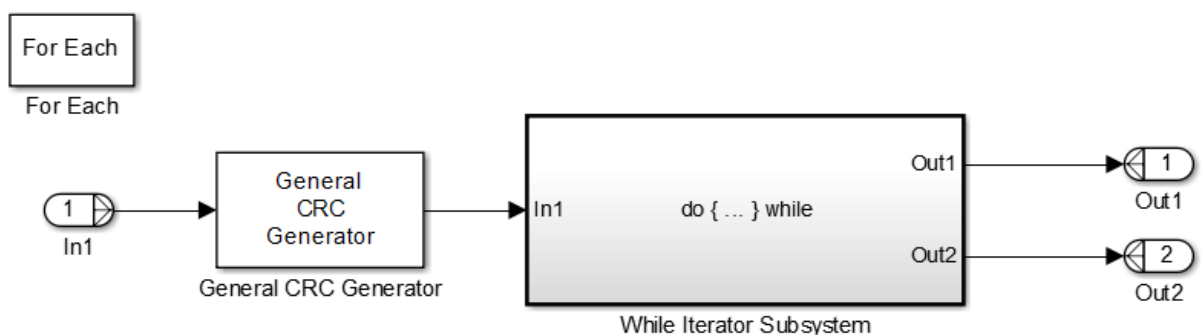 For Each
For Each
General
CRC
Generator
General CRC Generator
1
In1
In1
do { ... } while
Out1
Out2
While Iterator Subsystem
1
Out1
2
Out2